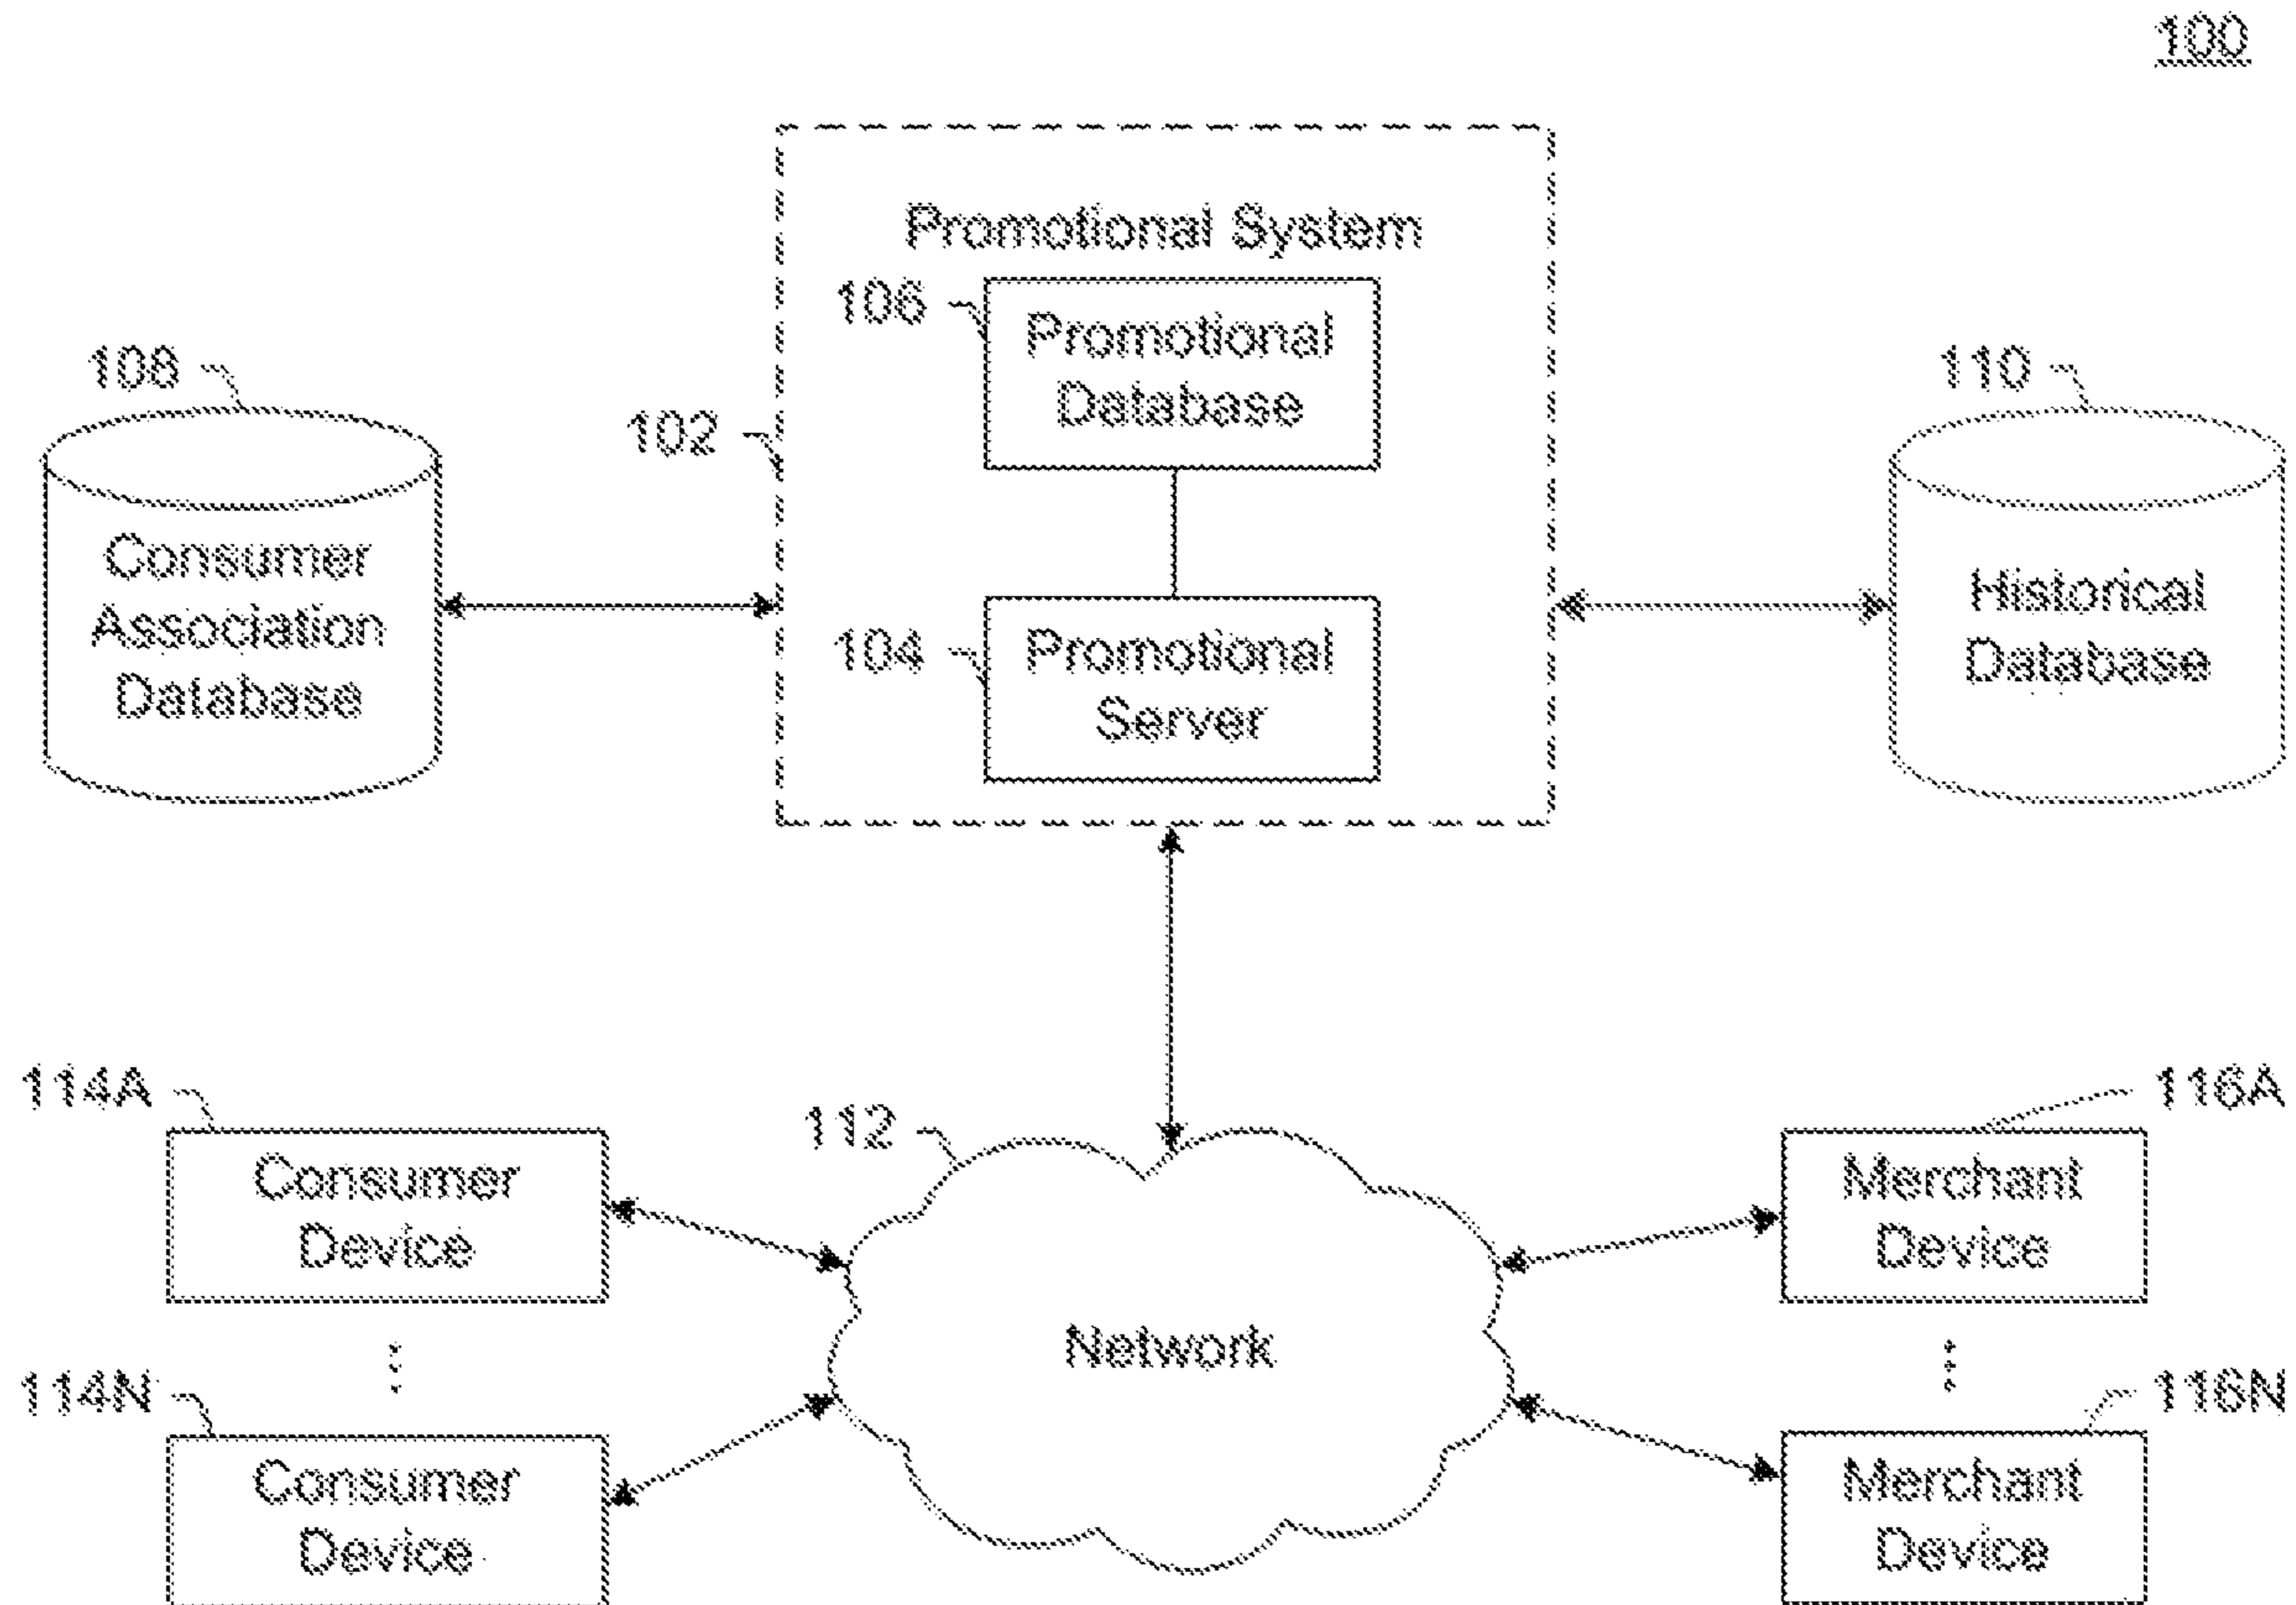 100
Promotional System
106
Promotional
Database
108
110
102
Consumer
Association
Database
Historical
Database
104
Promotional
Server
114A
116A
112
Consumer
Device
Merchant
Device
Network
114N
116N
Consumer
Device
Merchant
Device